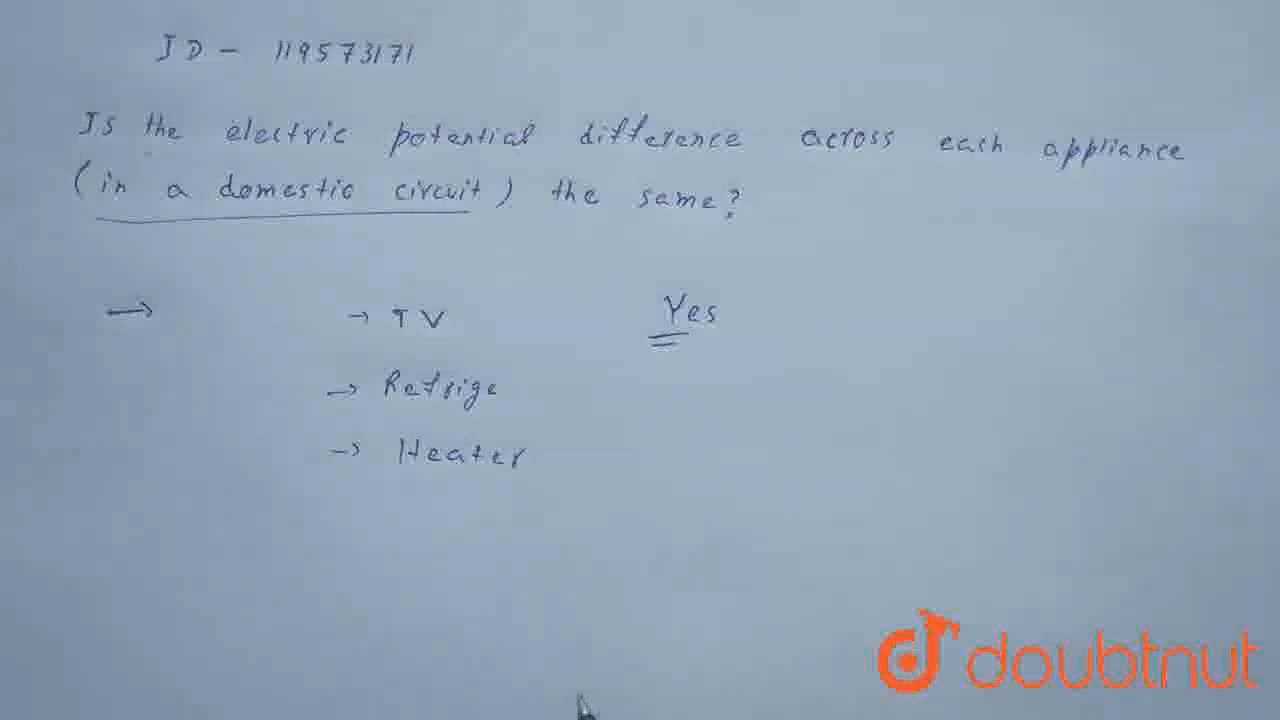 ID - 119573171
Is the electric potential difference across each appliance
(in a domestic circuit) the same?
→ → TV Yes
→ Refrige
→ Heater
doubtnut